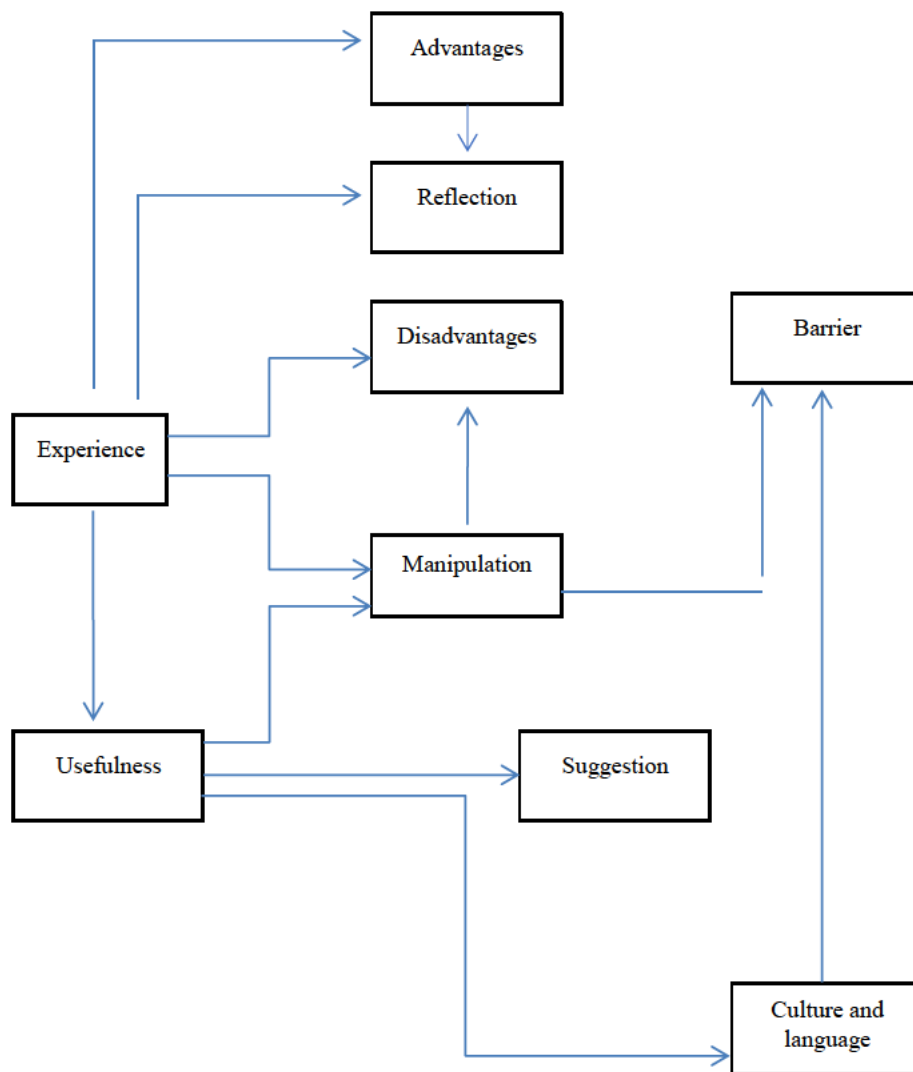 Advantages
Reflection
Disadvantages
Barrier
Experience
Manipulation
Usefulness
Suggestion
Culture and
language